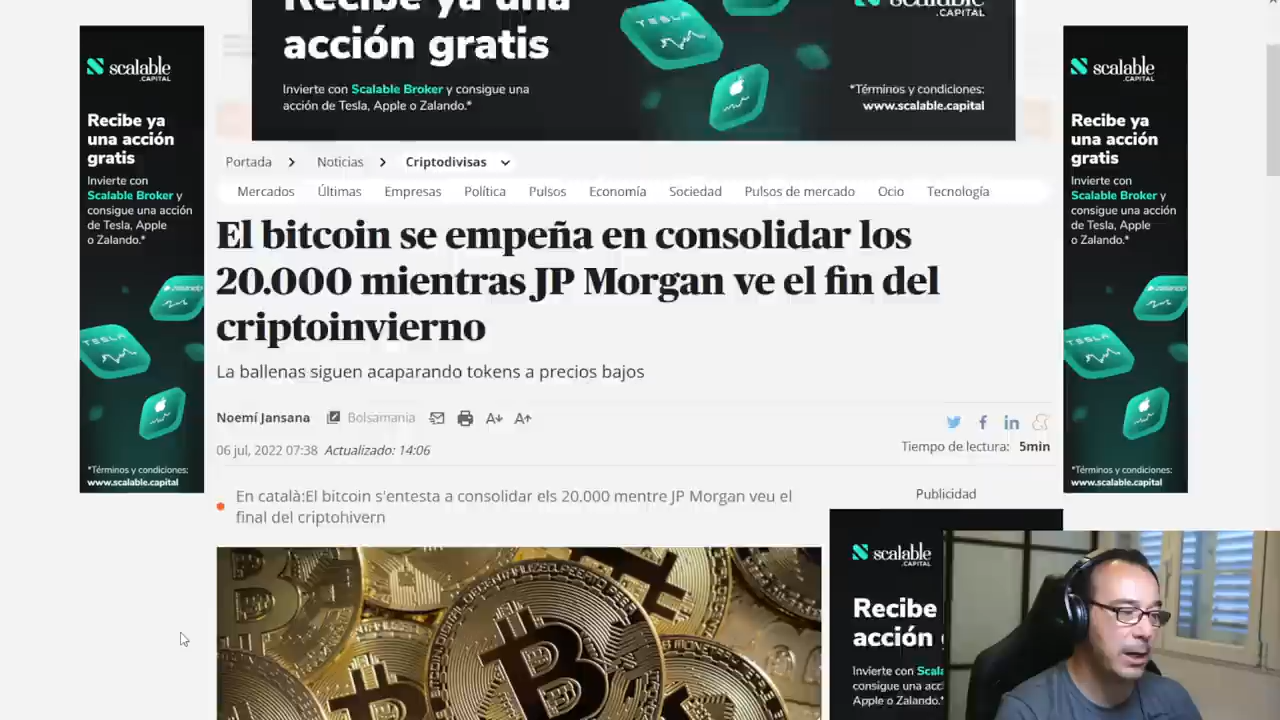 Recibe ya una
acción gratis
Invierte con Scalable Broker y consigue una
acción de Tesla, Apple o Zalando.*
TESLA
scalable
.CAPITAL
*Términos y condiciones:
www.scalable.capital
scalable
.CAPITAL
Recibe ya
una acción
gratis
Invierte con
Scalable Broker y
consigue una acción
de Tesla, Apple
o Zalando.*
zalando
TESLA
*Términos y condiciones:
www.scalable.capital
Portada
Noticias
Criptodivisas
Mercados Últimas Empresas Política Pulsos Economía Sociedad Pulsos de mercado Ocio Tecnología
El bitcoin se empeña en consolidar los
20.000 mientras JP Morgan ve el fin del
criptoinvierno
La ballenas siguen acaparando tokens a precios bajos
Noemí Jansana Bolsamania A A
06 jul, 2022 07:38 Actualizado: 14:06
Tiempo de lectura: 5min
En català:El bitcoin s'entesta a consolidar els 20.000 mentre JP Morgan veu el
final del criptohivern
Publicidad
scalable
.CAPITAL
Recibe
acción
Invierte con Scala
consigue una acc
Apple o Zalando.*
scalable
.CAPITAL
Recibe ya
una acción
gratis
Invierte con
Scalable Broker y
consigue una acción
de Tesla, Apple
o Zalando.*
zalando
TESLA
*Términos y condiciones:
www.scalable.capital